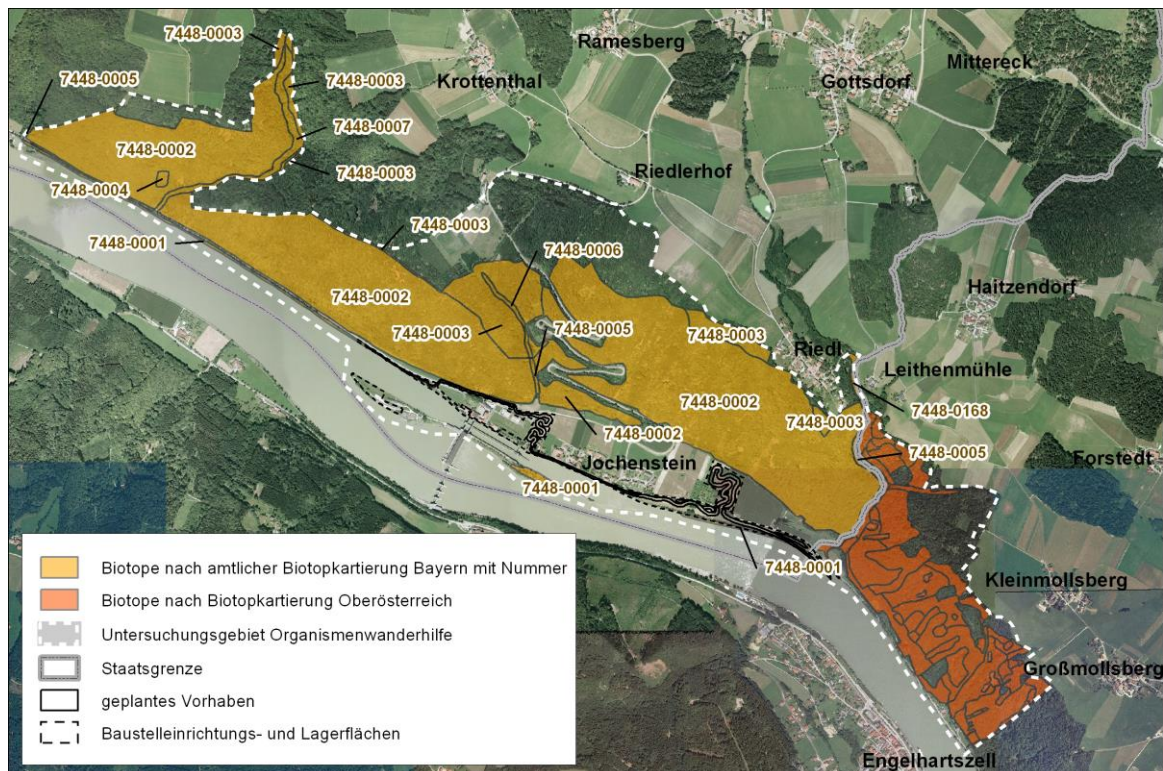 7448-0003
Ramesberg
Mittereck
7448-0005
7448-0003
Krottenthal
Gottsdorf
7448-0007
7448-0002
7448-0003
Riedlerhof
7448-0004
7448-0003
7448-0001
7448-0006
7448-0002
Haitzendorf
7448-0003
7448-0005
7448-0003
Riedl
Leithenmühle
7448-0002
7448-0003
7448-0168
7448-0002
7448-0005
Jochenstein
Forstedt
7448-0001
7448-0001
Kleinmollsberg
Großmollsberg
Engelhartszell
Biotope nach amtlicher Biotopkartierung Bayern mit Nummer
Biotope nach Biotopkartierung Oberösterreich
Untersuchungsgebiet Organismenwanderhilfe
Staatsgrenze
geplantes Vorhaben
Baustelleinrichtungs- und Lagerflächen